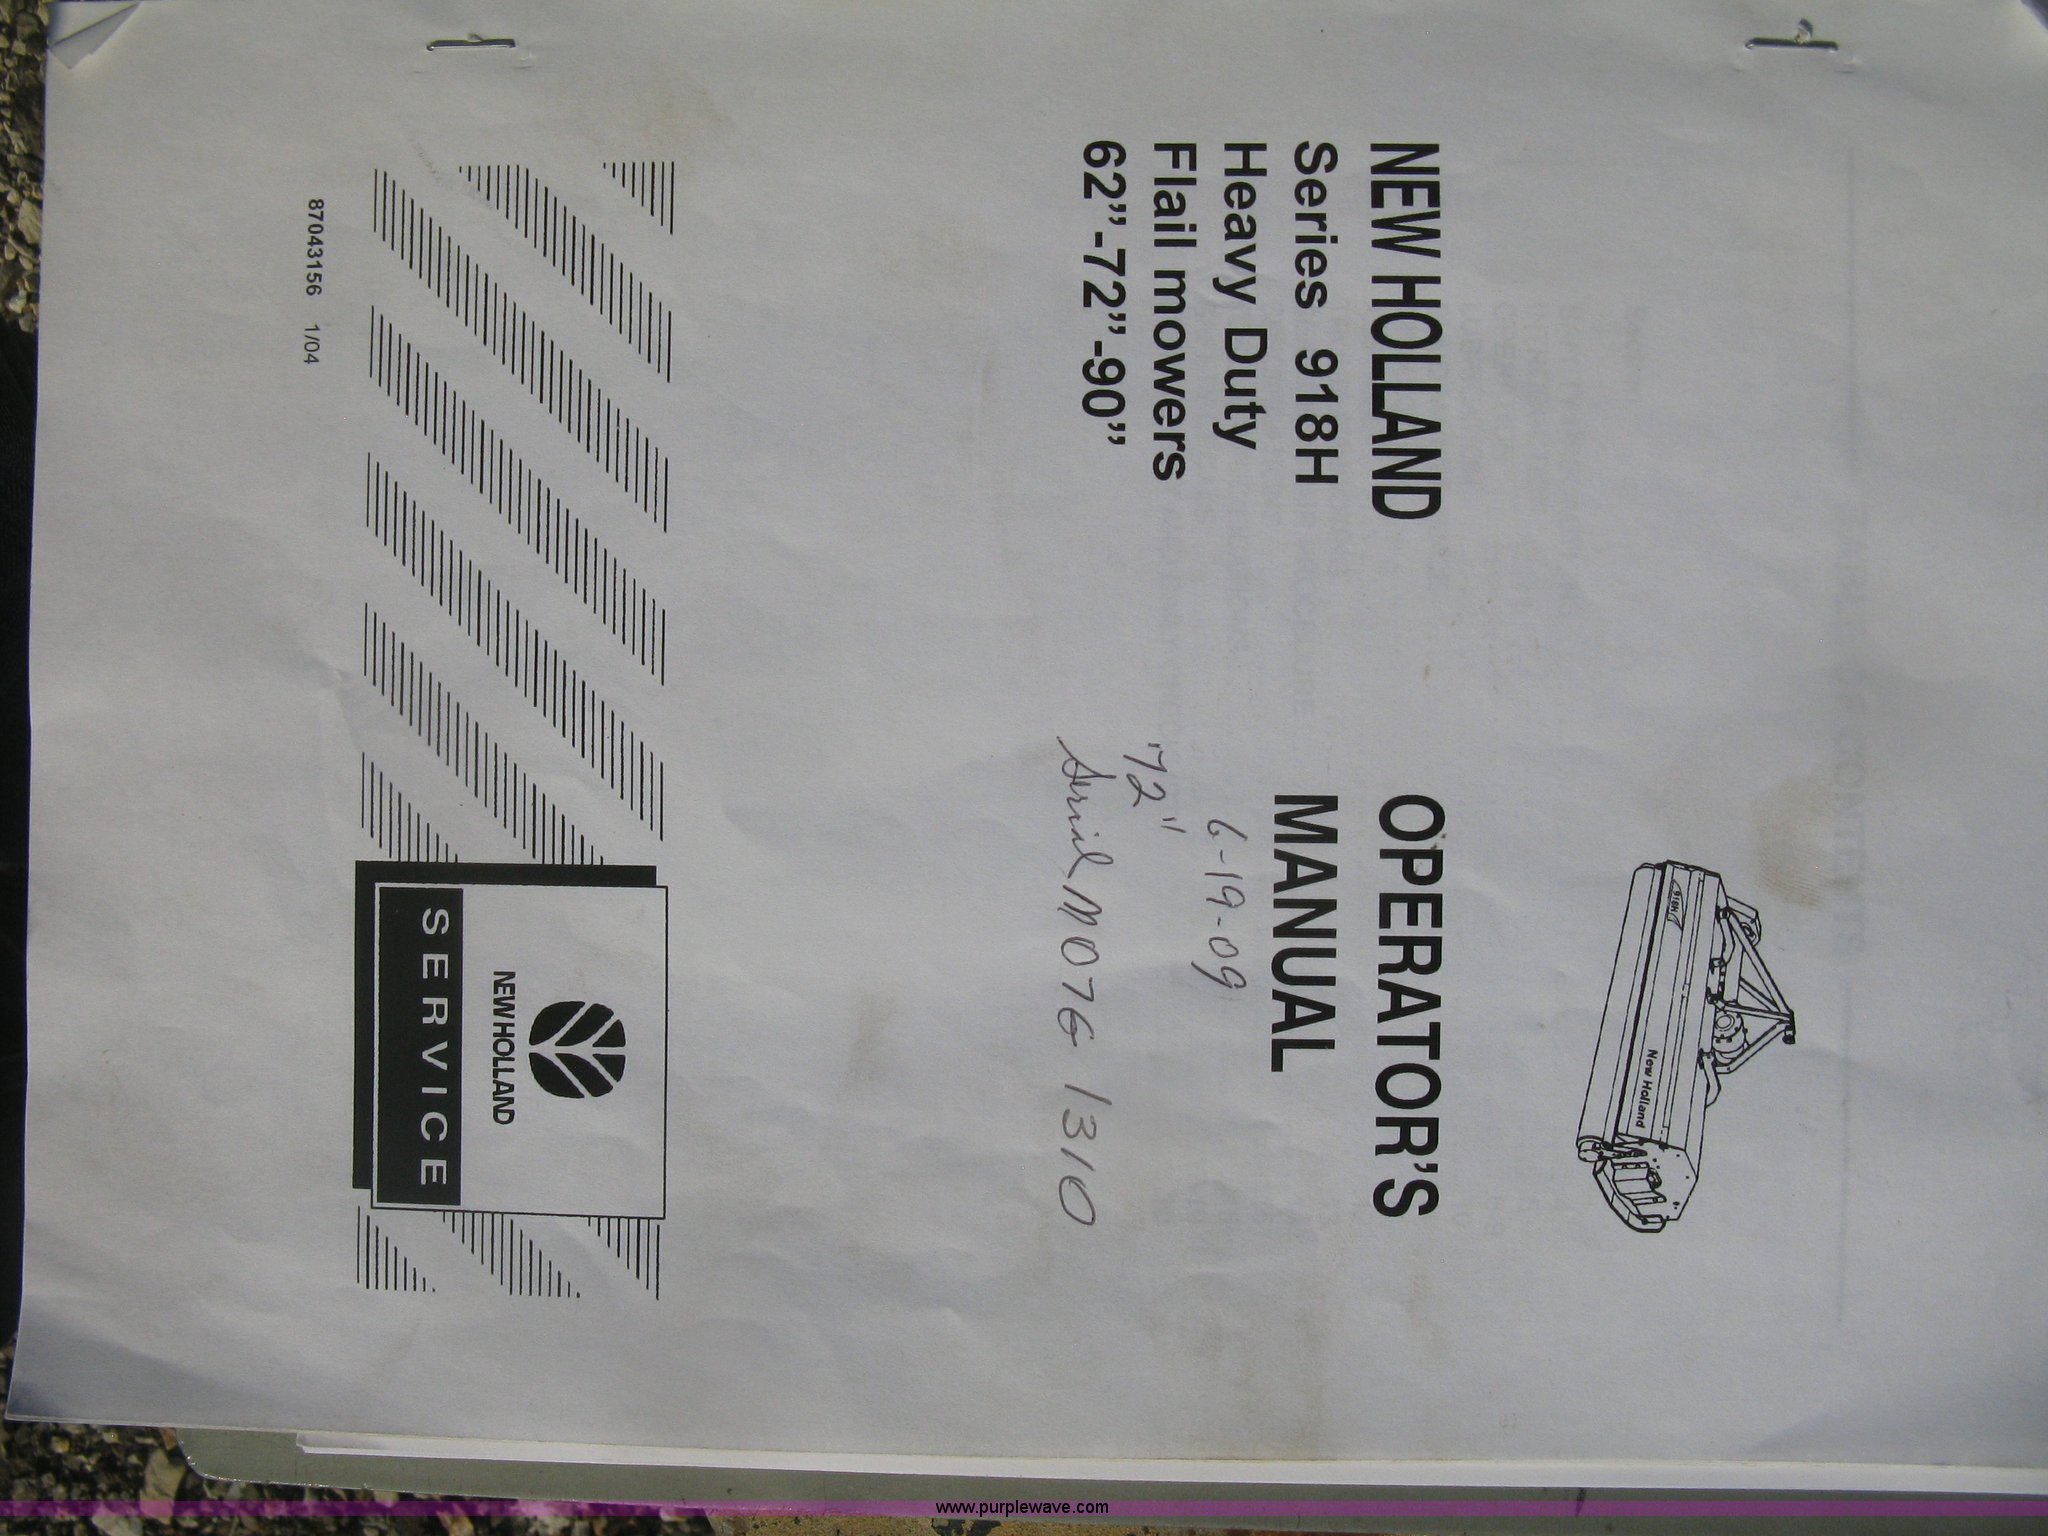 918H
New Holland
NEW HOLLAND
Series 918H
Heavy Duty
Flail mowers
62”-72”-90”
OPERATOR’S
MANUAL
6-19-09
"72"
Serial M076 1310
NEW HOLLAND
SERVICE
87043156 1/04
www.purplewave.com